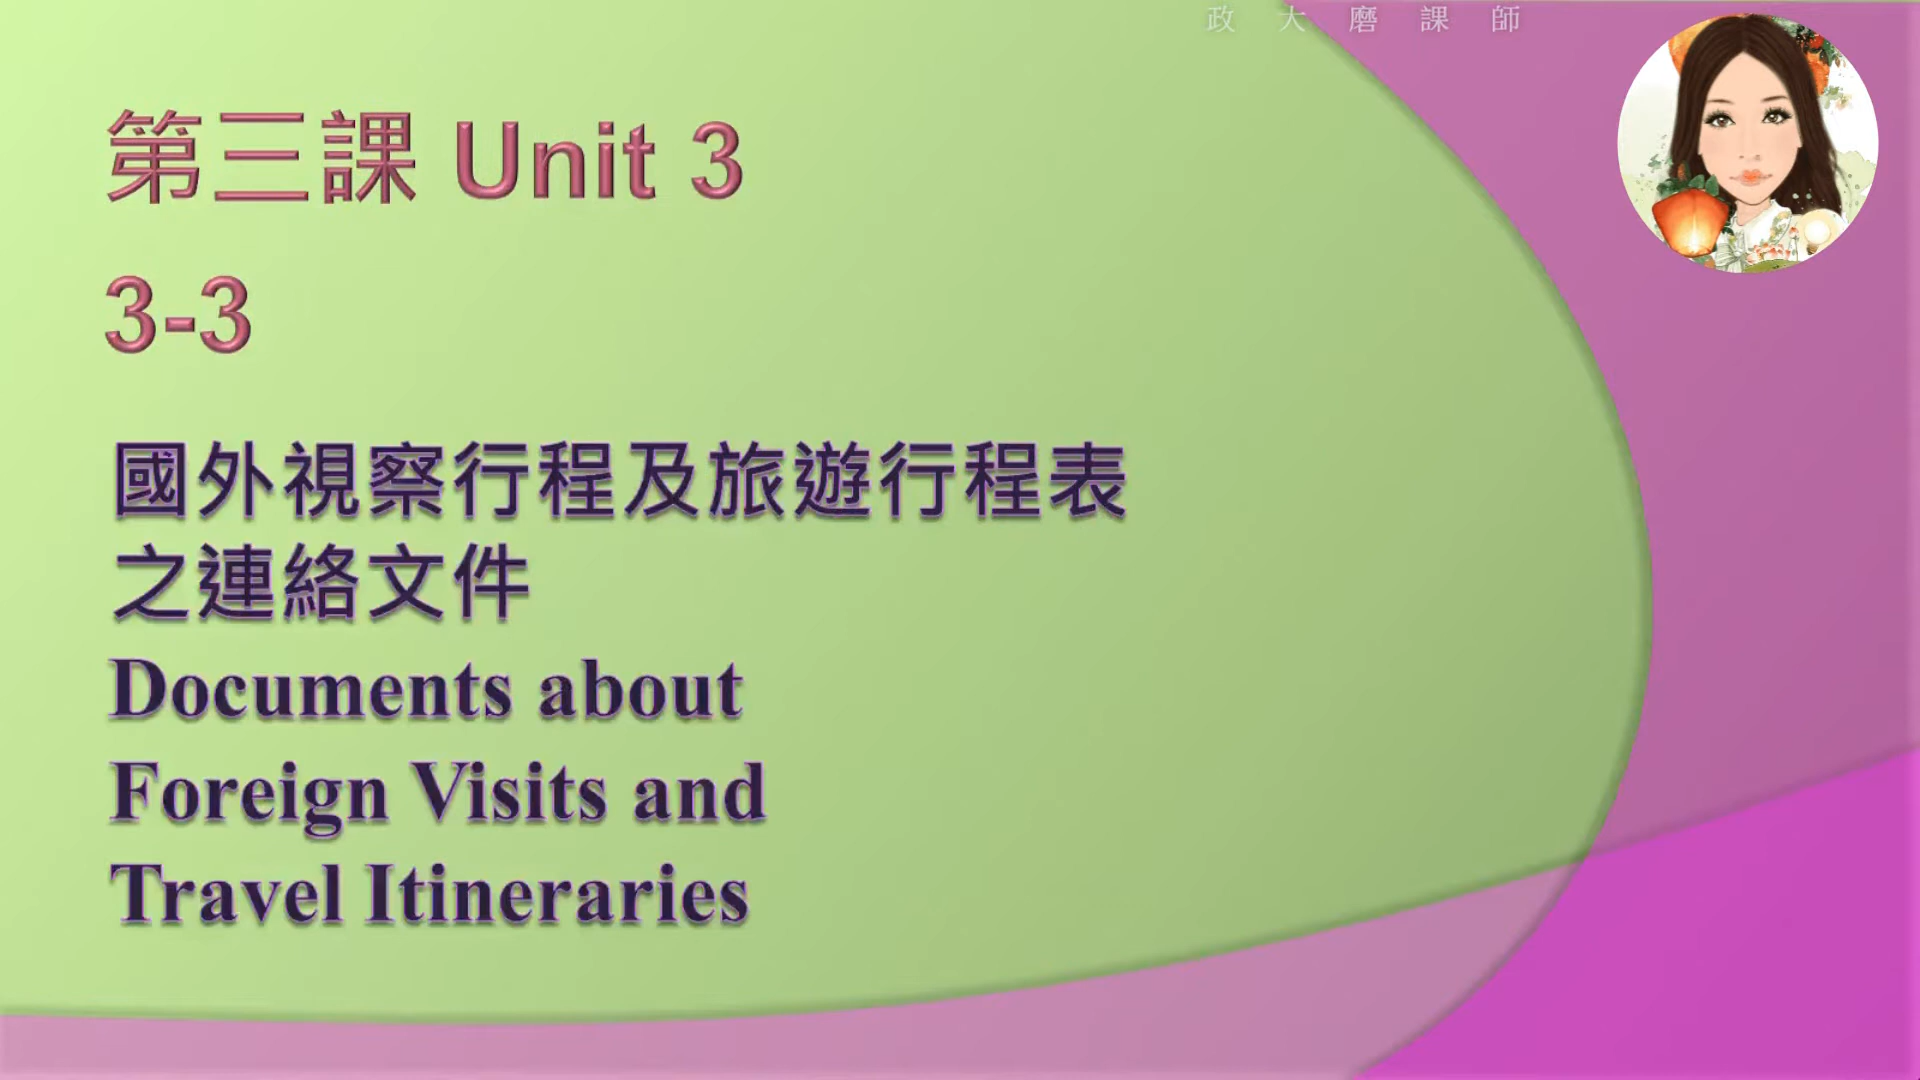 政大磨課師
第三課 Unit 3
3-3
國外視察行程及旅遊行程表
之連絡文件
Documents about
Foreign Visits and
Travel Itineraries